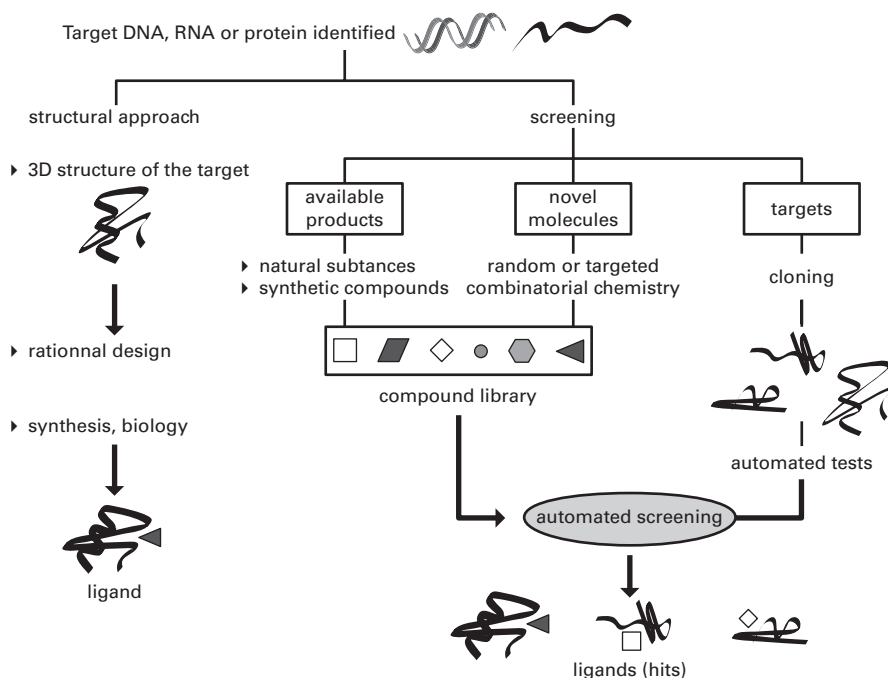 Target DNA, RNA or protein identified
structural approach
screening
3D structure of the target
available
products
novel
molecules
targets
natural subtances
synthetic compounds
random or targeted
combinatorial chemistry
cloning
rationnal design
compound library
synthesis, biology
automated tests
automated screening
ligand
ligands (hits)